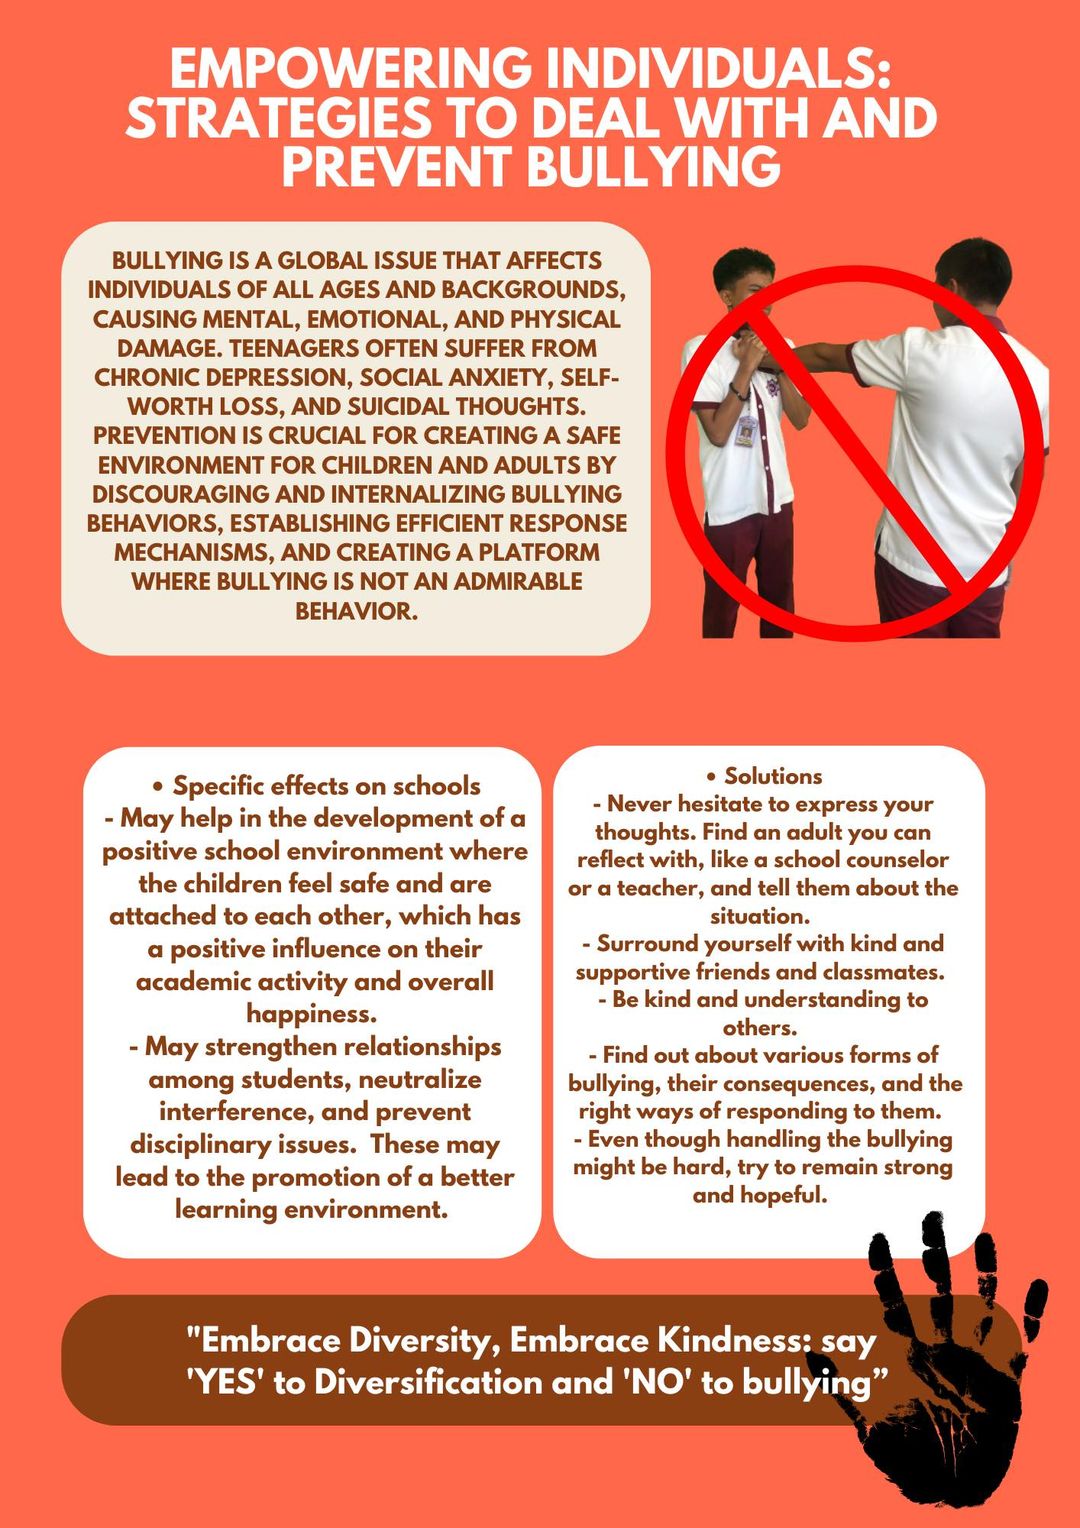 EMPOWERING INDIVIDUALS:
STRATEGIES TO DEAL WITH AND
PREVENT BULLYING
BULLYING IS A GLOBAL ISSUE THAT AFFECTS
INDIVIDUALS OF ALL AGES AND BACKGROUNDS,
CAUSING MENTAL, EMOTIONAL, AND PHYSICAL
DAMAGE. TEENAGERS OFTEN SUFFER FROM
CHRONIC DEPRESSION, SOCIAL ANXIETY, SELF-
WORTH LOSS, AND SUICIDAL THOUGHTS.
PREVENTION IS CRUCIAL FOR CREATING A SAFE
ENVIRONMENT FOR CHILDREN AND ADULTS BY
DISCOURAGING AND INTERNALIZING BULLYING
BEHAVIORS, ESTABLISHING EFFICIENT RESPONSE
MECHANISMS, AND CREATING A PLATFORM
WHERE BULLYING IS NOT AN ADMIRABLE
BEHAVIOR.
• Specific effects on schools
- May help in the development of a
positive school environment where
the children feel safe and are
attached to each other, which has
a positive influence on their
academic activity and overall
happiness.
- May strengthen relationships
among students, neutralize
interference, and prevent
disciplinary issues. These may
lead to the promotion of a better
learning environment.
• Solutions
- Never hesitate to express your
thoughts. Find an adult you can
reflect with, like a school counselor
or a teacher, and tell them about the
situation.
- Surround yourself with kind and
supportive friends and classmates.
- Be kind and understanding to
others.
- Find out about various forms of
bullying, their consequences, and the
right ways of responding to them.
- Even though handling the bullying
might be hard, try to remain strong
and hopeful.
"Embrace Diversity, Embrace Kindness: say
'YES' to Diversification and 'NO' to bullying”